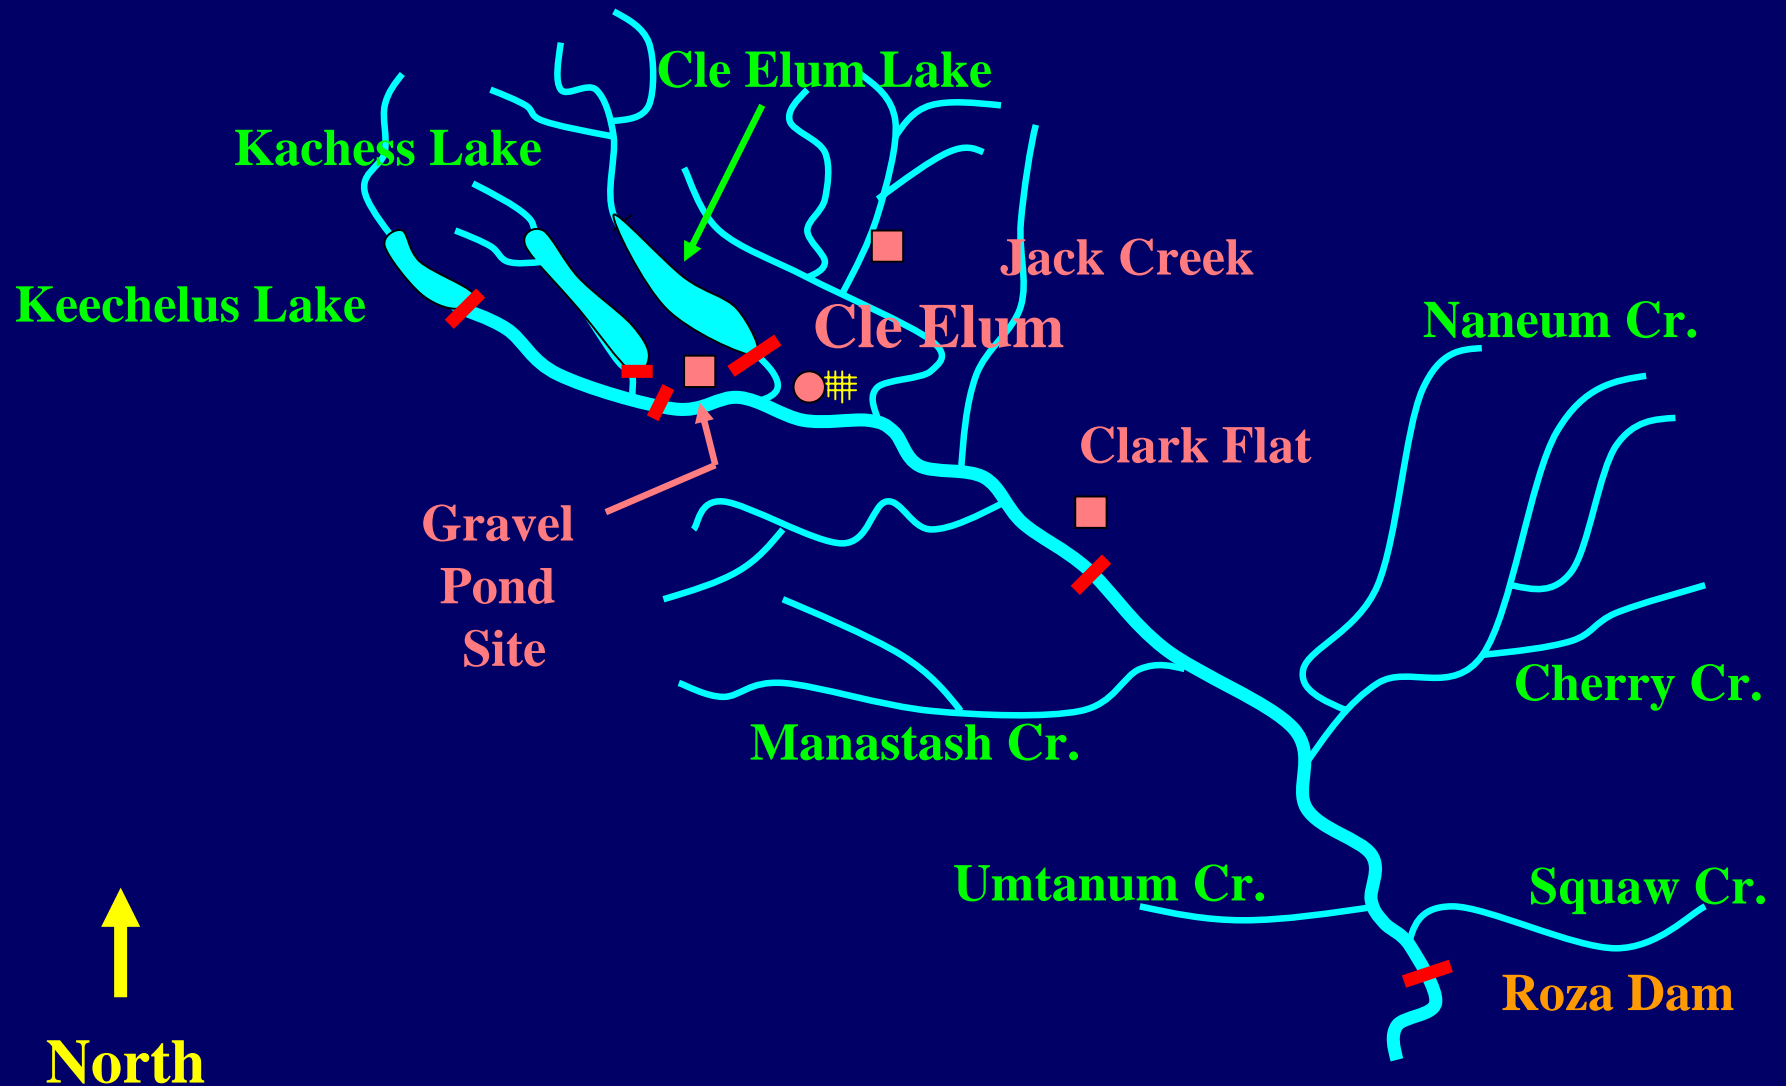 Cle Elum Lake
Kachess Lake
Jack Creek
Keechelus Lake
Cle Elum
Naneum Cr.
Clark Flat
Gravel
Pond
Site
Cherry Cr.
Manastash Cr.
Umtanum Cr.
Squaw Cr.
Roza Dam
North